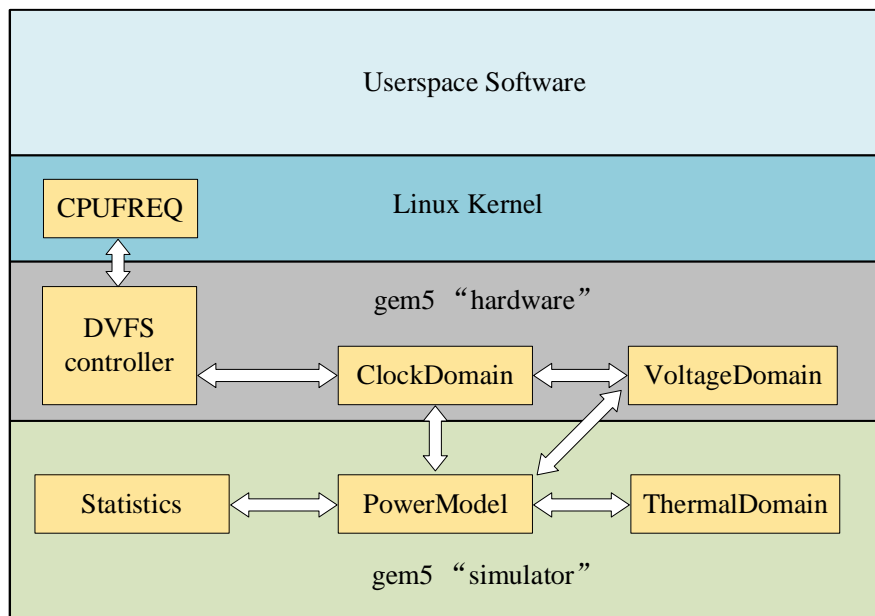 Userspace Software
CPUFREQ
Linux Kernel
gem5 “hardware”
DVFS
controller
ClockDomain
VoltageDomain
Statistics
PowerModel
ThermalDomain
gem5 “simulator”